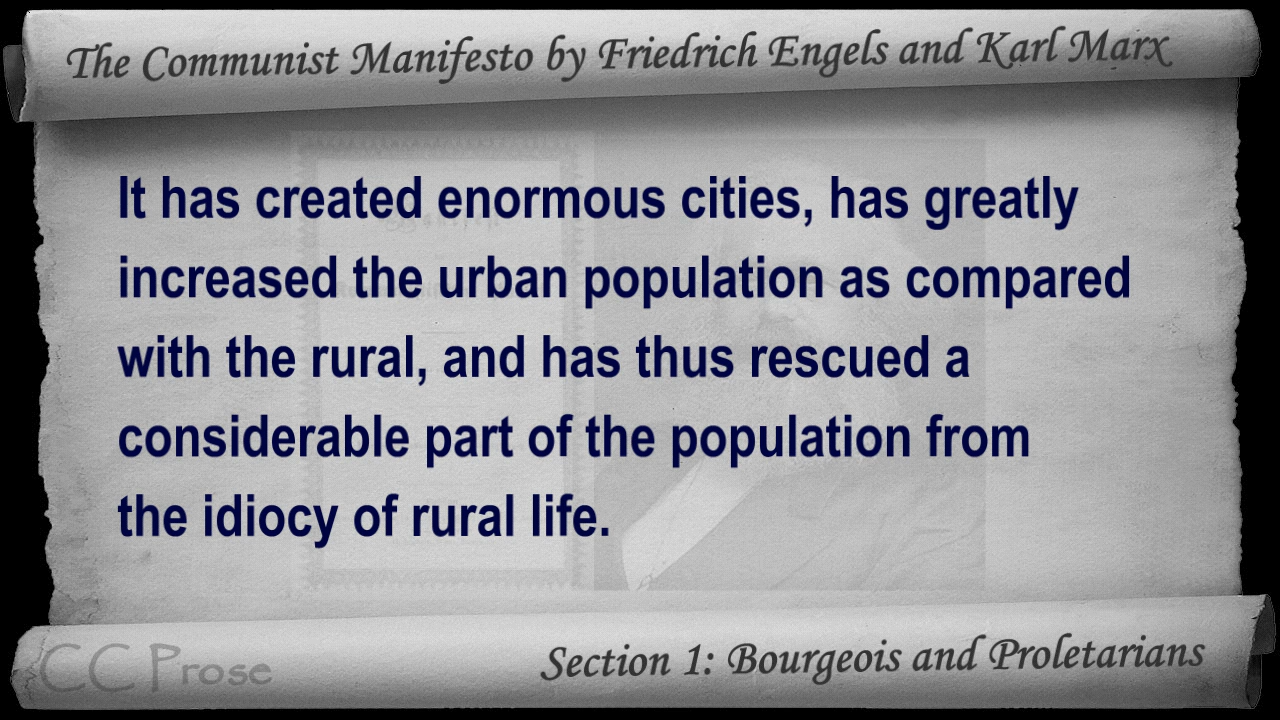 The Communist Manifesto by Friedrich Engels and Karl Marx
It has created enormous cities, has greatly
increased the urban population as compared
with the rural, and has thus rescued a
considerable part of the population from
the idiocy of rural life.
CC Prose
Section 1: Bourgeois and Proletarians